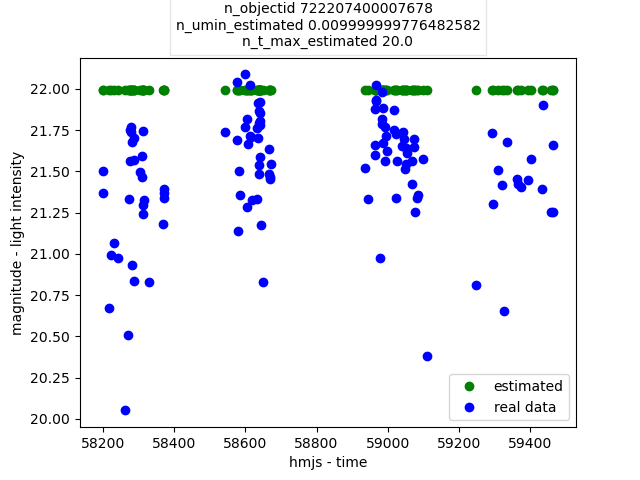 n_objectid 722207400007678
n_umin_estimated 0.009999999776482582
n_t_max_estimated 20.0
magnitude - light intensity
22.00
21.75
21.50
21.25
21.00
20.75
20.50
20.25
20.00
estimated
real data
58200 58400 58600 58800 59000 59200 59400
hmjs - time